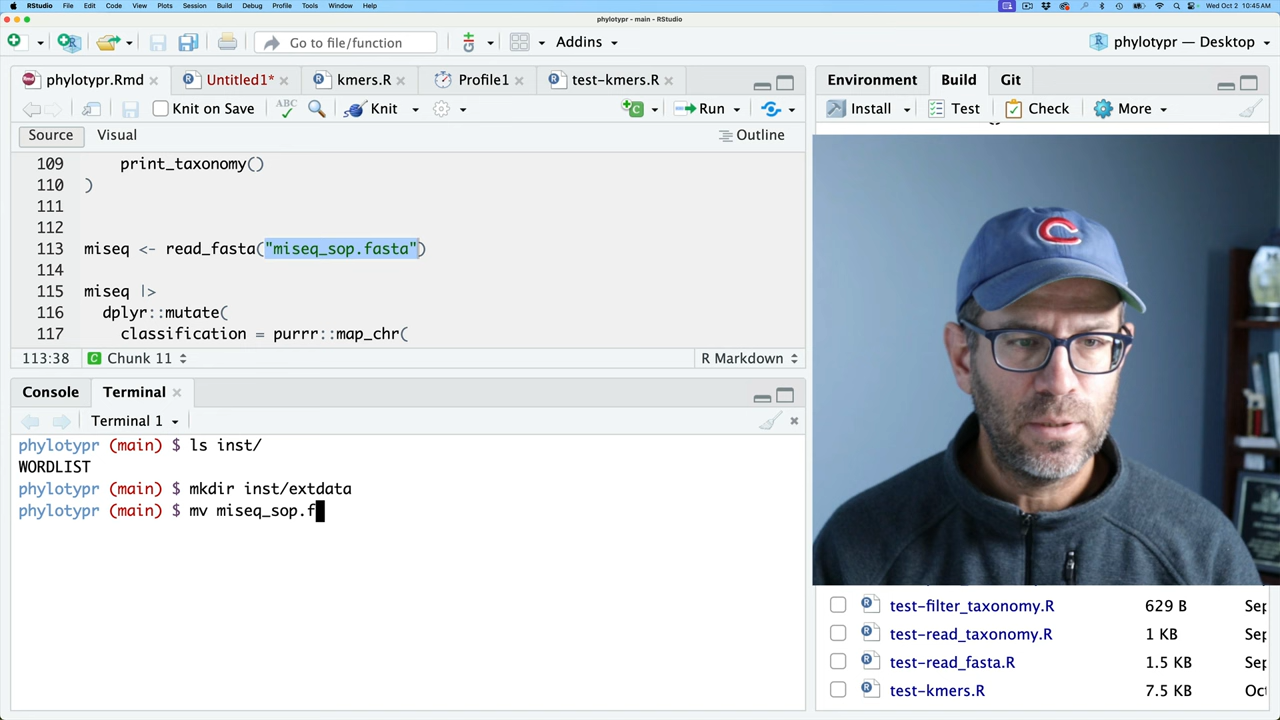 RStudio File Edit Code View Plots Session Build Debug Profile Tools Window Help Wed Oct 2 10:45 AM
phylotypr - main - RStudio
Go to file/function Addins phylotypr — Desktop
phylotypr.Rmd Untitled1* kmers.R Profile1 test-kmers.R
Knit on Save ABC Knit Run
Source Visual Outline
109 print_taxonomy()
110 )
111
112
113 miseq <- read_fasta("miseq_sop.fasta")
114
115 miseq |>
116 dplyr::mutate(
117 classification = purrr::map_chr(
113:38 Chunk 11 R Markdown
Console Terminal
Terminal 1
phylotypr (main) $ ls inst/
WORDLIST
phylotypr (main) $ mkdir inst/extdata
phylotypr (main) $ mv miseq_sop.f
Environment Build Git
Install Test Check More
test-filter_taxonomy.R 629 B Sep
test-read_taxonomy.R 1 KB Sep
test-read_fasta.R 1.5 KB Sep
test-kmers.R 7.5 KB Oct